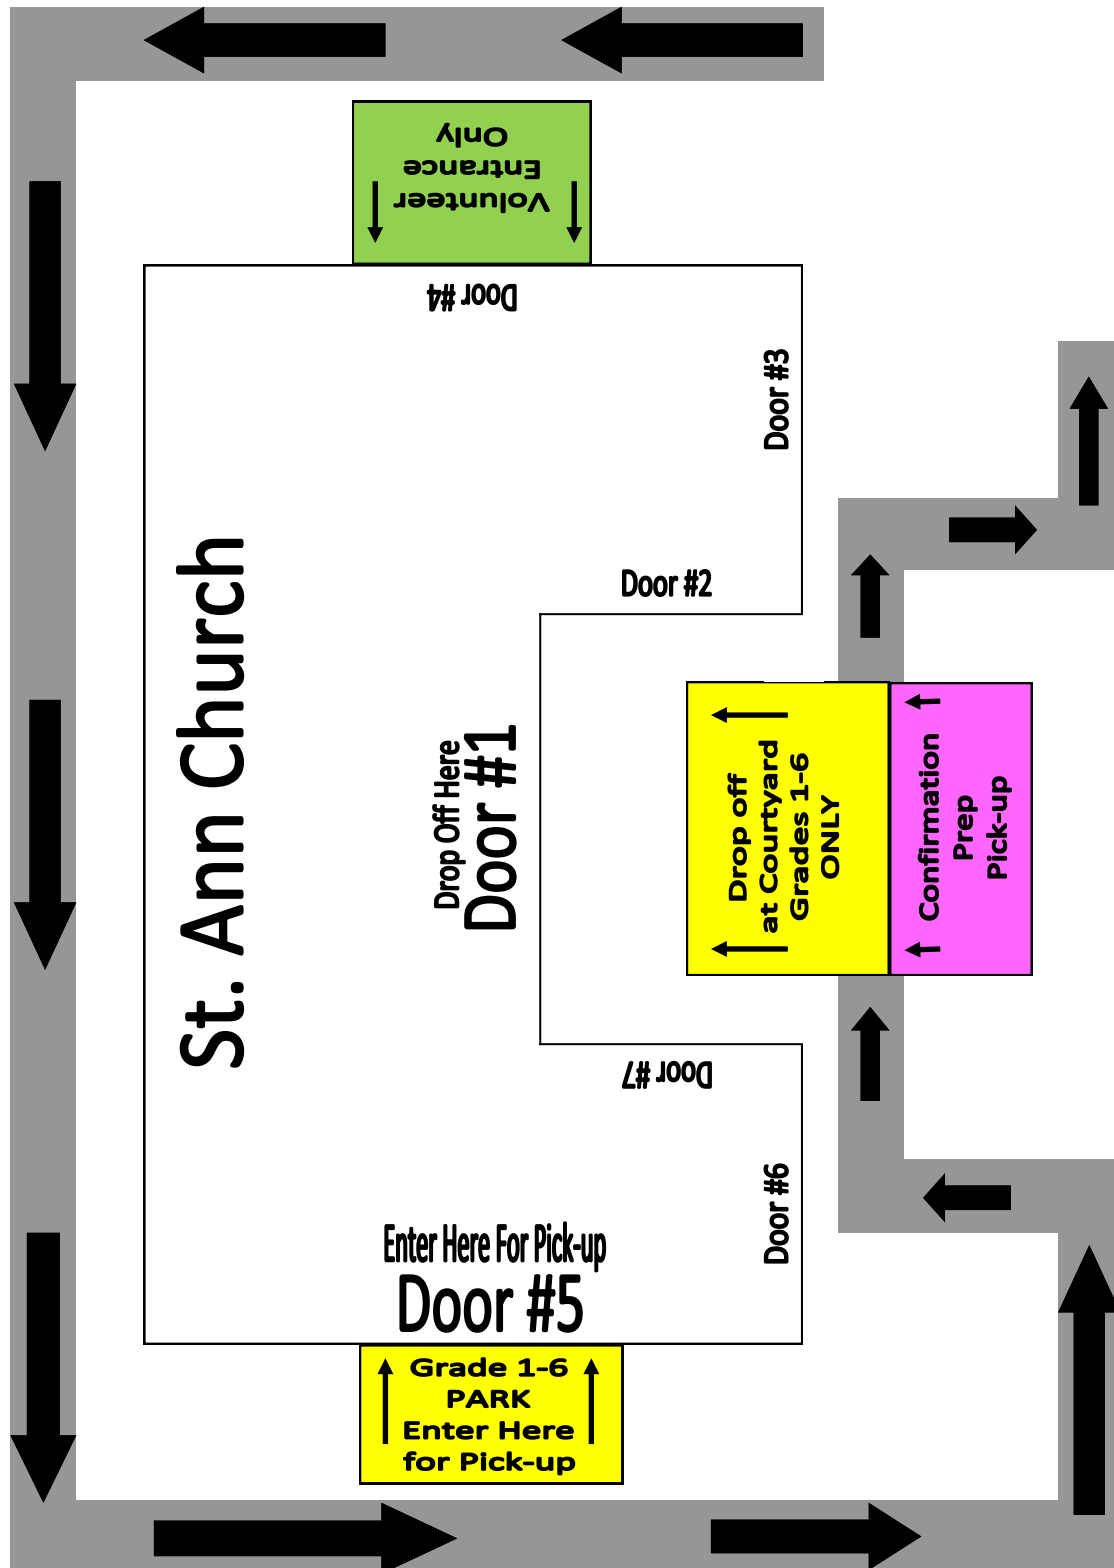 Volunteer
Entrance
Only
Door #4
Door #3
Door #2
St. Ann Church
Drop Off Here
Door #1
Drop off
at Courtyard
Grades 1-6
ONLY
Confirmation
Prep
Pick-up
Door #7
Door #6
Enter Here For Pick-up
Door #5
Grade 1-6
PARK
Enter Here
for Pick-up